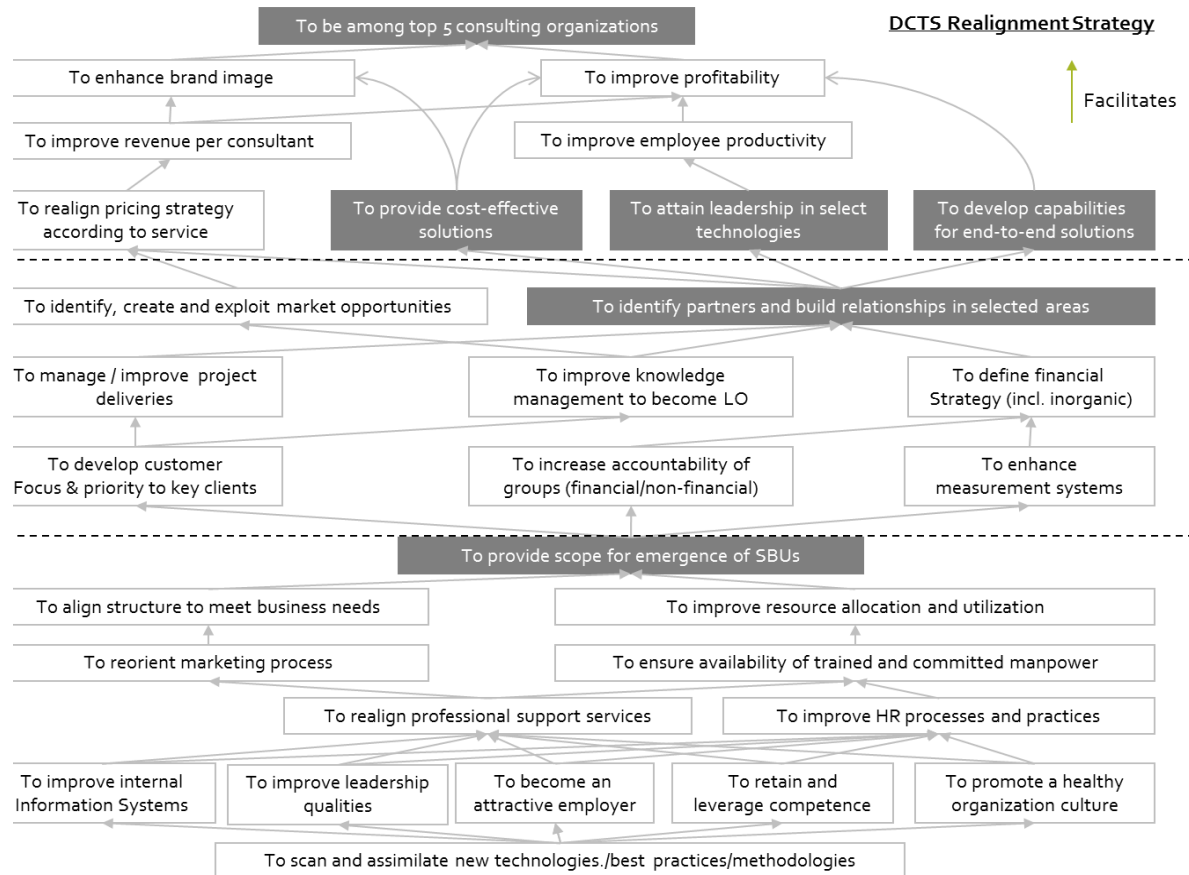 To be among top 5 consulting organizations
DCTS Realignment Strategy
To enhance brand image
To improve profitability
Facilitates
To improve revenue per consultant
To improve employee productivity
To realign pricing strategy
according to service
To provide cost-effective
solutions
To attain leadership in select
technologies
To develop capabilities
for end-to-end solutions
To identify, create and exploit market opportunities
To identify partners and build relationships in selected areas
To manage / improve project
deliveries
To improve knowledge
management to become LO
To define financial
Strategy (incl. inorganic)
To develop customer
Focus & priority to key clients
To increase accountability of
groups (financial/non-financial)
To enhance
measurement systems
To provide scope for emergence of SBUs
To align structure to meet business needs
To improve resource allocation and utilization
To reorient marketing process
To ensure availability of trained and committed manpower
To realign professional support services
To improve HR processes and practices
To improve internal
Information Systems
To improve leadership
qualities
To become an
attractive employer
To retain and
leverage competence
To promote a healthy
organization culture
To scan and assimilate new technologies./best practices/methodologies